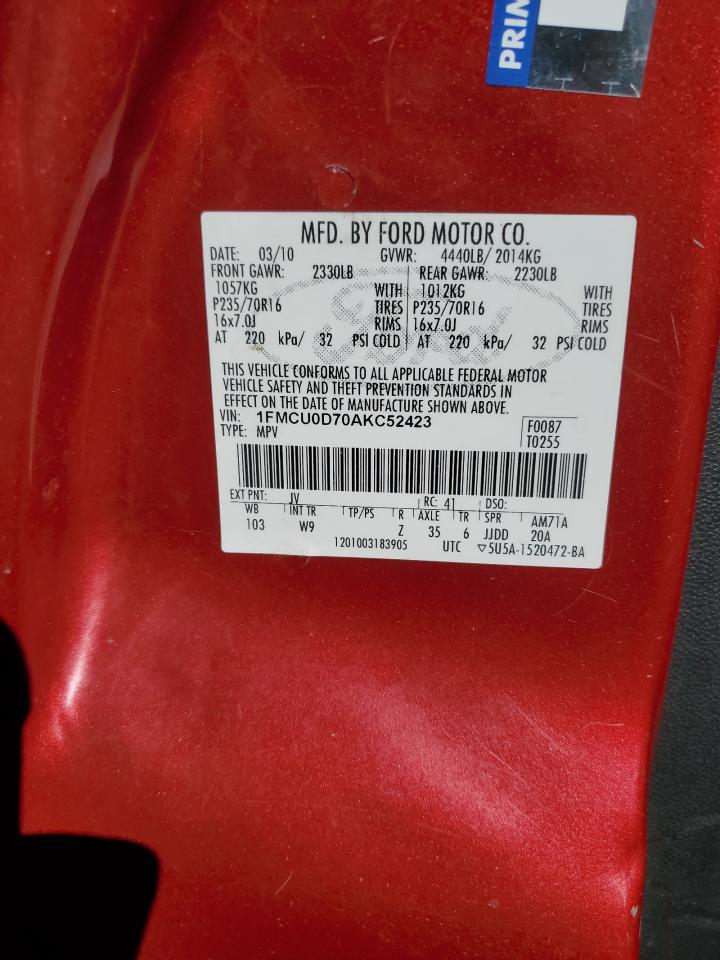 PRIM
MFD. BY FORD MOTOR CO.
DATE: 03/10 GVWR: 4440LB/ 2014KG
FRONT GAWR: 2330LB REAR GAWR: 2230LB
1057KG WITH 1012KG WITH
P235/70R16 TIRES P235/70R16 TIRES
16x7.0J RIMS 16x7.0J RIMS
AT 220 kPa/ 32 PSI COLD AT 220 kPa/ 32 PSI COLD
THIS VEHICLE CONFORMS TO ALL APPLICABLE FEDERAL MOTOR
VEHICLE SAFETY AND THEFT PREVENTION STANDARDS IN
EFFECT ON THE DATE OF MANUFACTURE SHOWN ABOVE.
VIN: 1FMCU0D70AKC52423 F0087
TYPE: MPV T0255
EXT PNT: JV RC: 41 DSO:
WB INT TR TP/PS R AXLE TR SPR AM71A
103 W9 Z 35 6 JJDD 20A
1201003183905 UTC ▽5U5A-1520472-BA